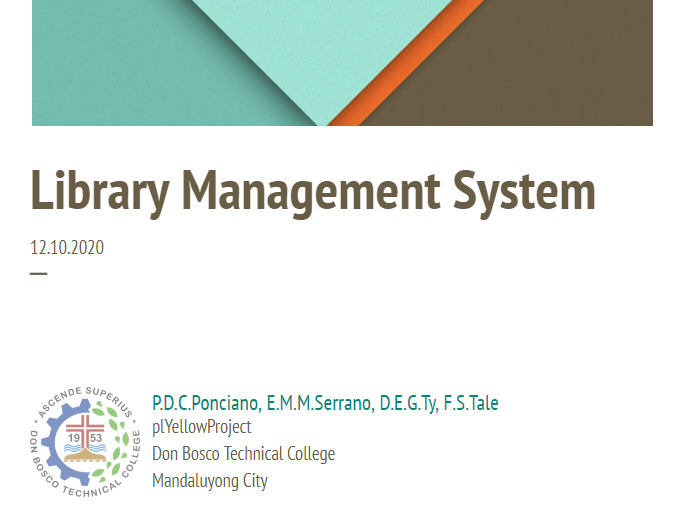 Library Management System
12.10.2020
ASCENDE SUPERIUS
19 53
DON BOSCO TECHNICAL COLLEGE
P.D.C.Ponciano, E.M.M.Serrano, D.E.G.Ty, F.S.Tale
plYellowProject
Don Bosco Technical College
Mandaluyong City